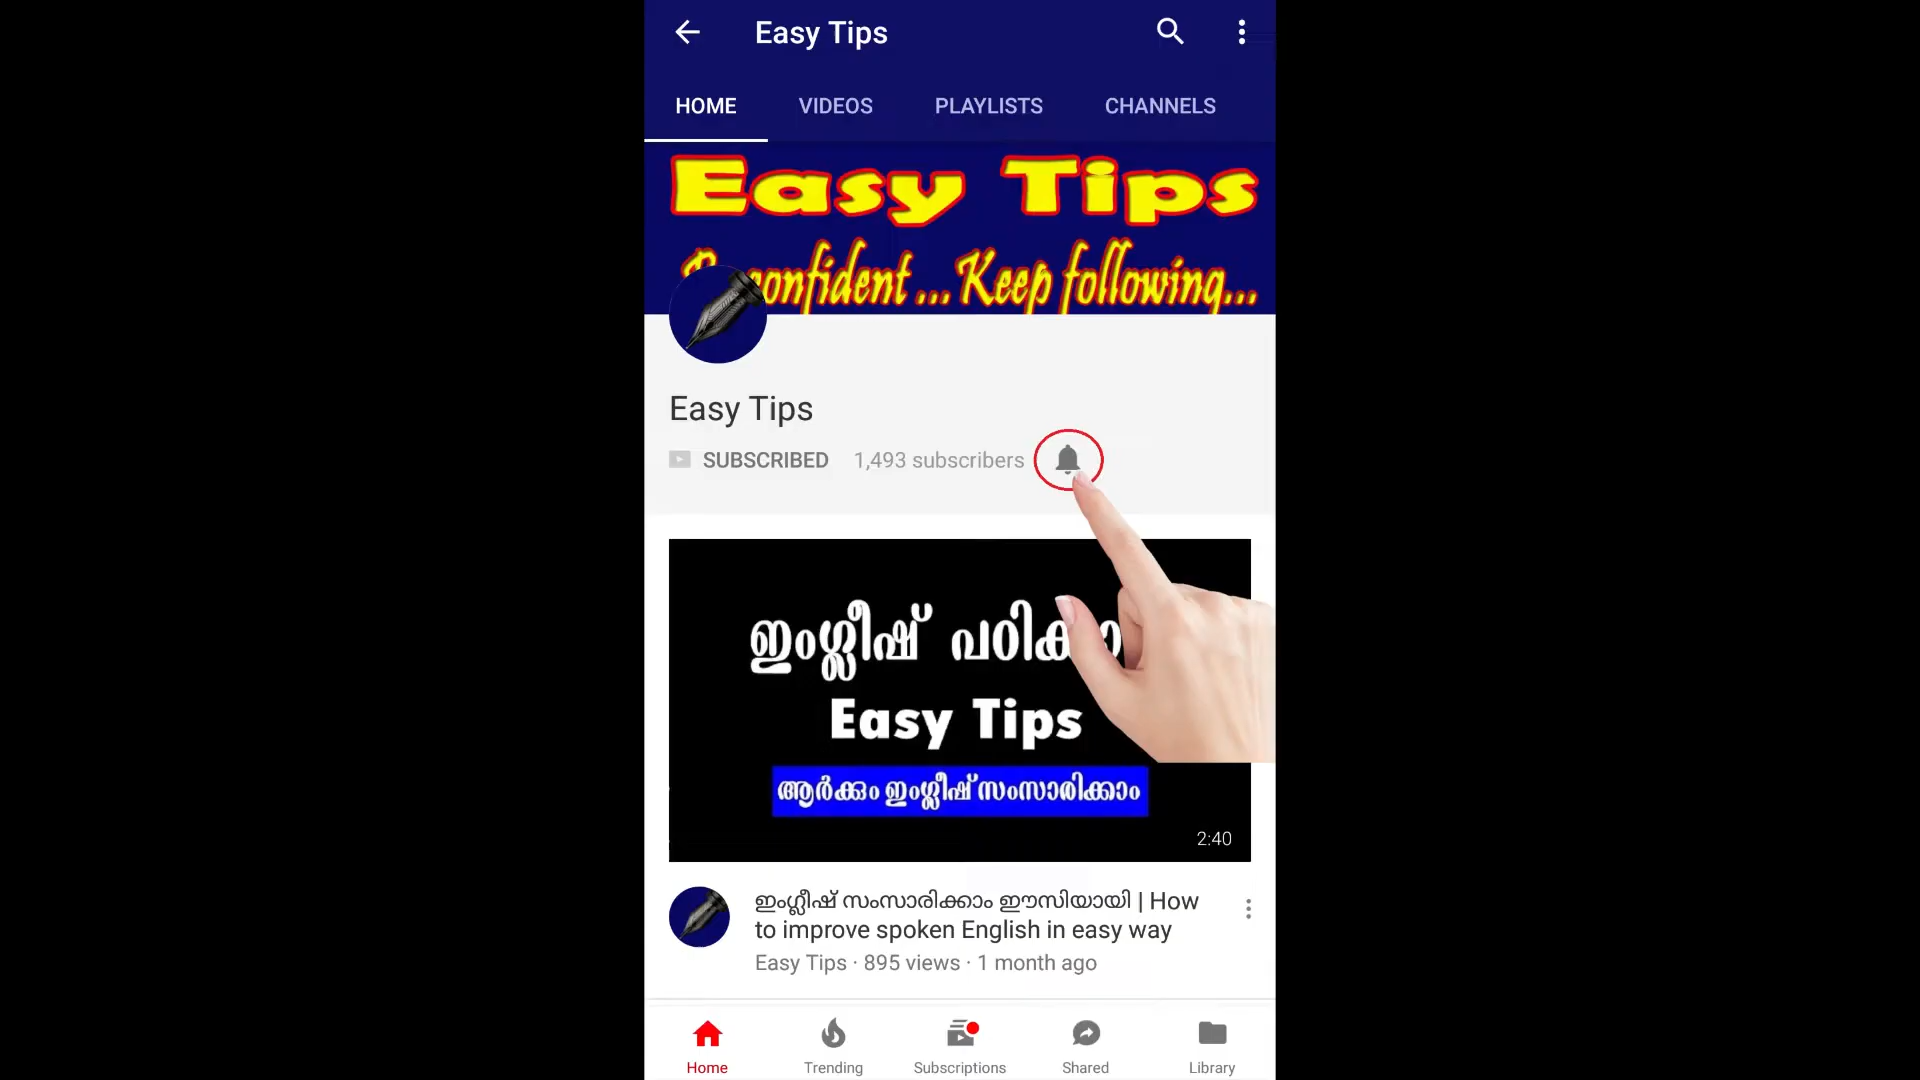 Easy Tips
HOME VIDEOS PLAYLISTS CHANNELS
Easy Tips
confident... Keep following...
Easy Tips
SUBSCRIBED 1,493 subscribers
ഇംഗ്ലീഷ്
Easy Tips
ആർക്കും ഇംഗ്ലീഷ് സംസാരിക്കാം
2:40
ഇംഗ്ലീഷ് സംസാരിക്കാം ഈസിയായി | How
to improve spoken English in easy way
Easy Tips · 895 views · 1 month ago
Home Trending Subscriptions Shared Library